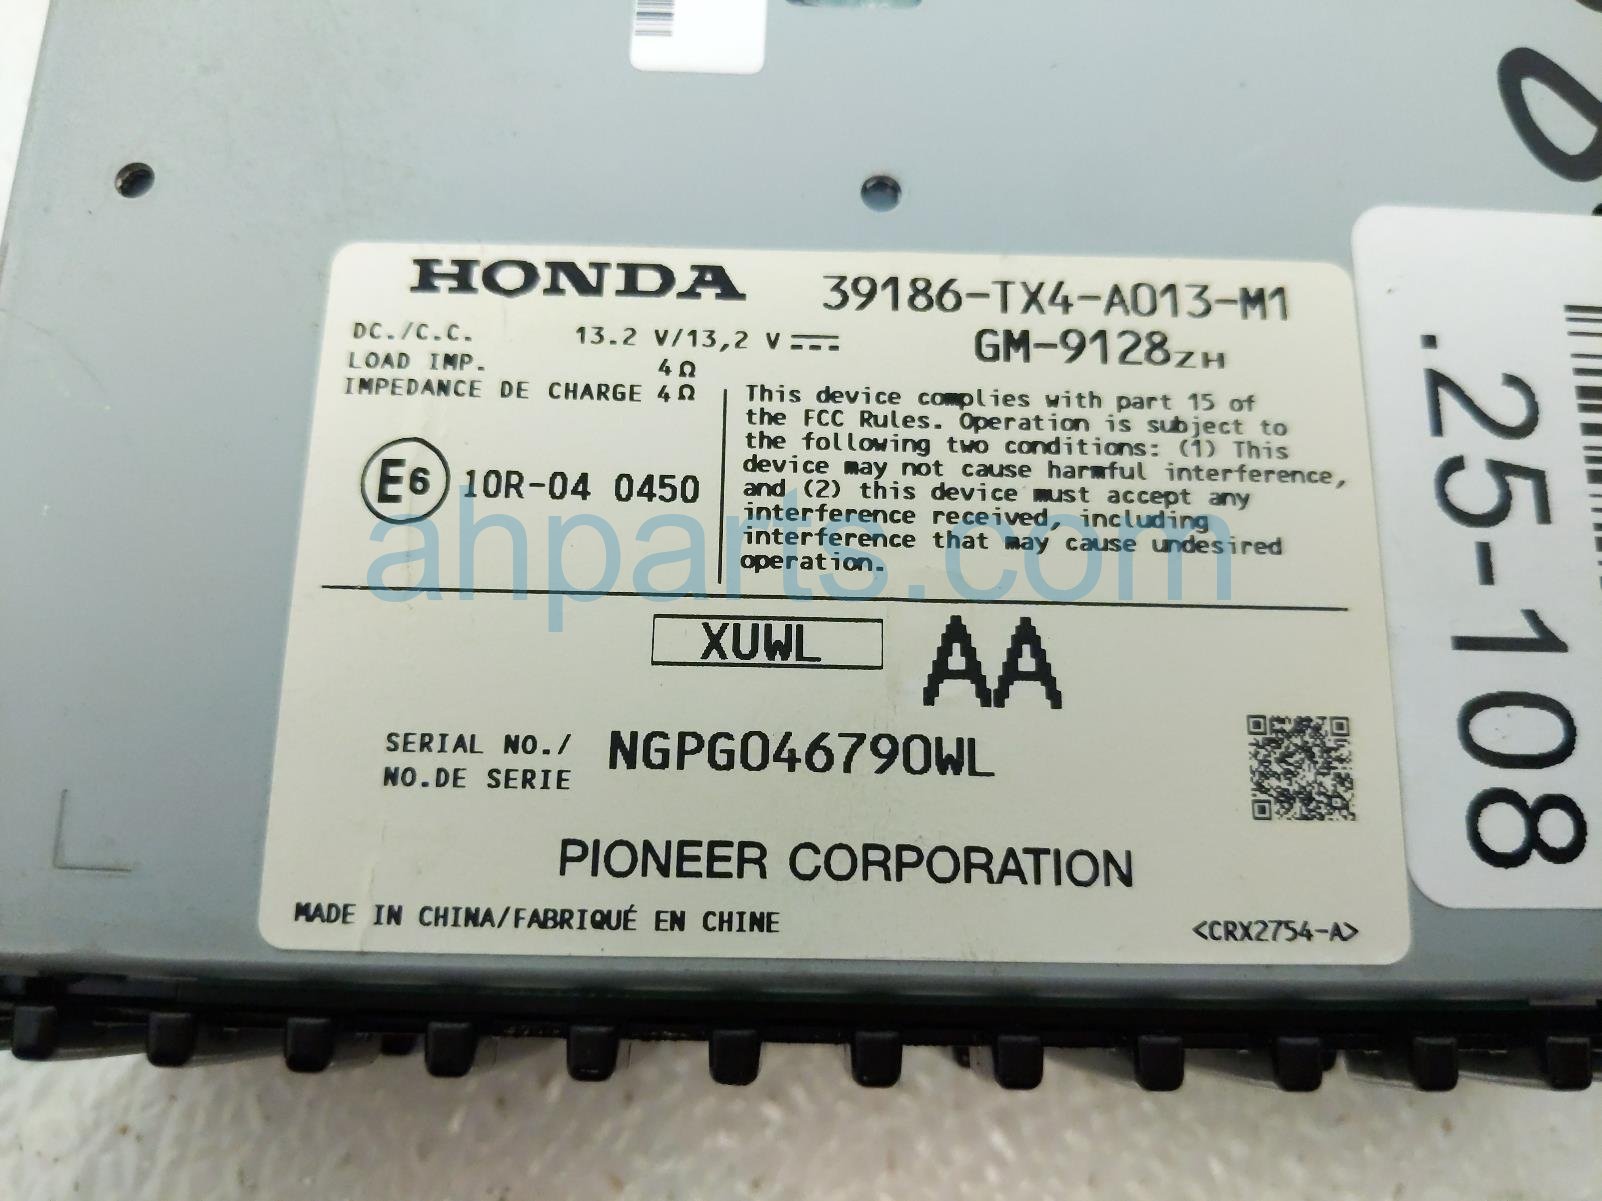 HONDA 39186-TX4-A013-M1
DC./C.C. 13.2 V/13,2 V
GM-9128ZH
LOAD IMP. 4Ω
IMPEDANCE DE CHARGE 4Ω
This device complies with part 15 of
the FCC Rules. Operation is subject to
the following two conditions: (1) This
device may not cause harmful interference,
and (2) this device must accept any
interference received, including
interference that may cause undesired
operation.
E6 10R-04 0450
ahparts.com
XUWL AA
SERIAL NO./ NGPG046790WL
NO.DE SERIE
PIONEER CORPORATION
MADE IN CHINA/FABRIQUÉ EN CHINE
<CRX2754-A>
.25-108